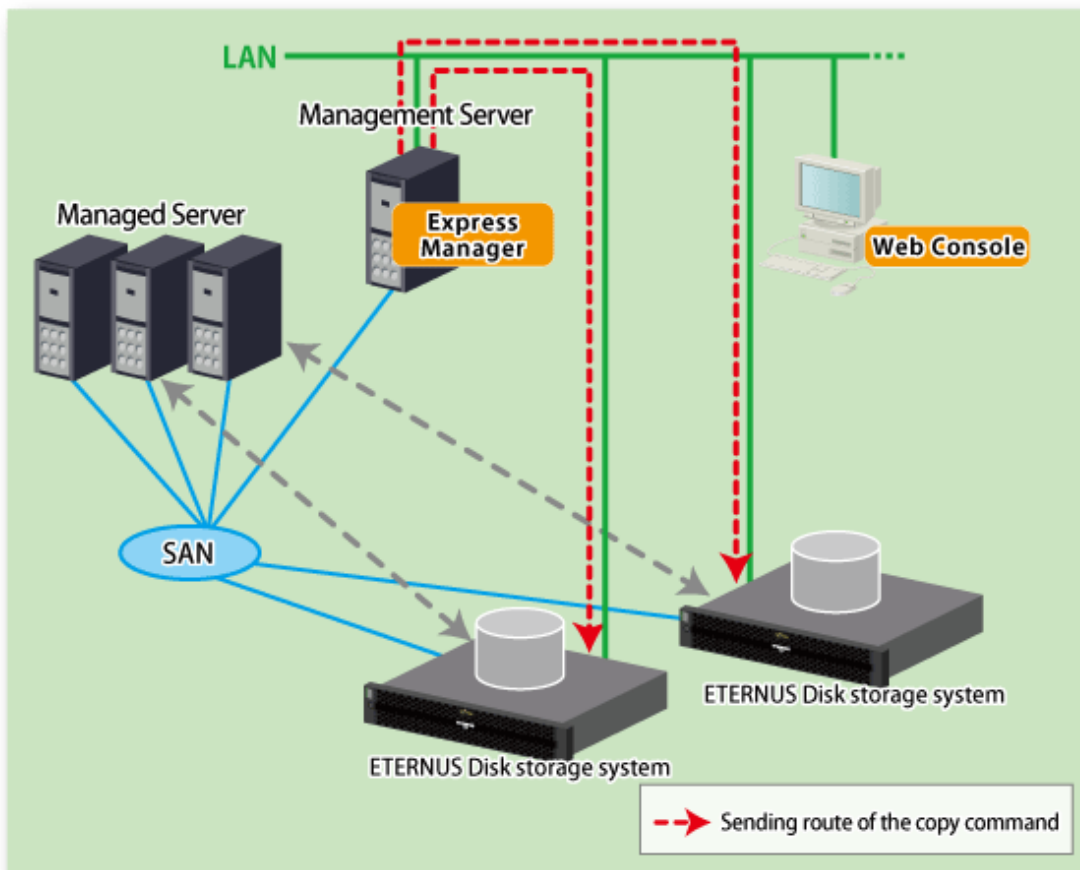 LAN
Management Server
Express
Manager
Managed Server
Web Console
SAN
ETERNUS Disk storage system
ETERNUS Disk storage system
Sending route of the copy command